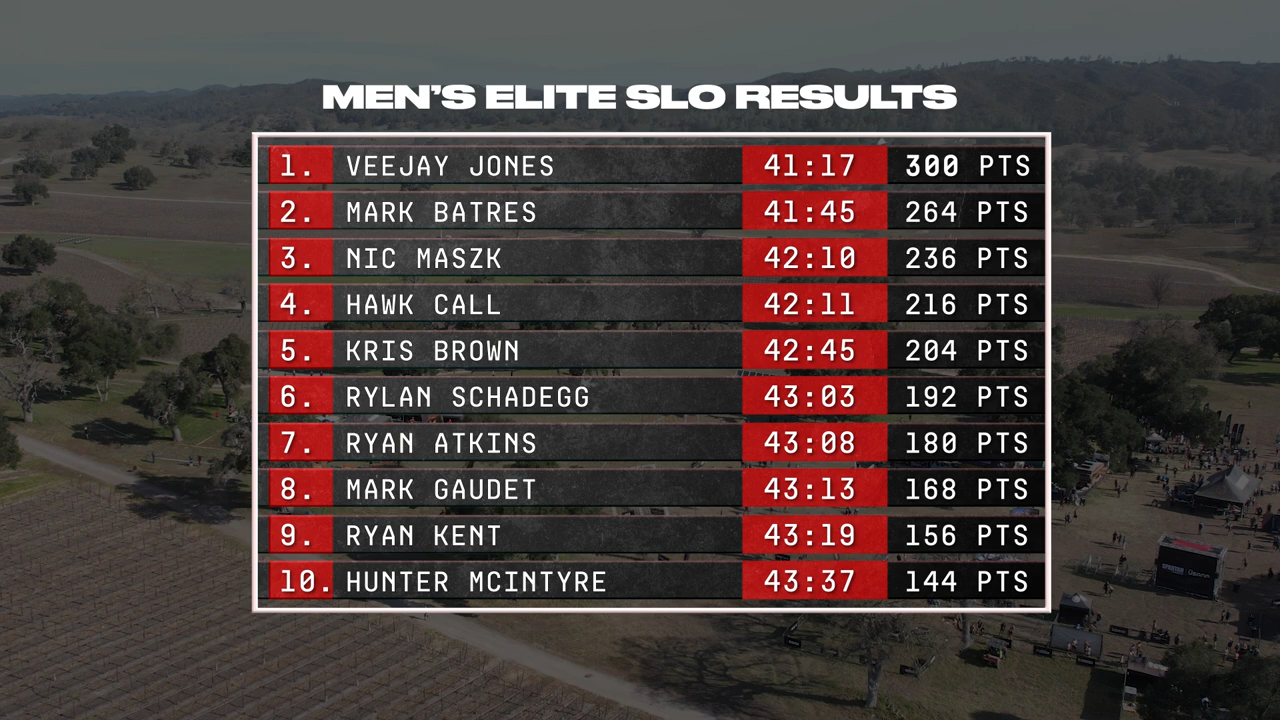 MEN'S ELITE SLO RESULTS
1. VEEJAY JONES 41:17 300 PTS
2. MARK BATRES 41:45 264 PTS
3. NIC MASZK 42:10 236 PTS
4. HAWK CALL 42:11 216 PTS
5. KRIS BROWN 42:45 204 PTS
6. RYLAN SCHADEGG 43:03 192 PTS
7. RYAN ATKINS 43:08 180 PTS
8. MARK GAUDET 43:13 168 PTS
9. RYAN KENT 43:19 156 PTS
10. HUNTER MCINTYRE 43:37 144 PTS